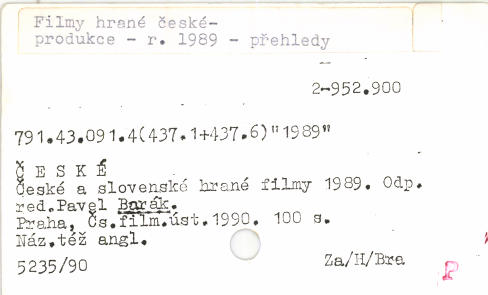 Filmy hrané české-
produkce - r. 1989 - přehledy
2-952.900
791.43.091.4(437.1+437.6)"1989"
Č E S K É
České a slovenské hrané filmy 1989. Odp.
red.Pavel Barák.
Praha, Čs.film.úst.1990. 100 s.
Náz.též angl.
5235/90 Za/H/Bra
P